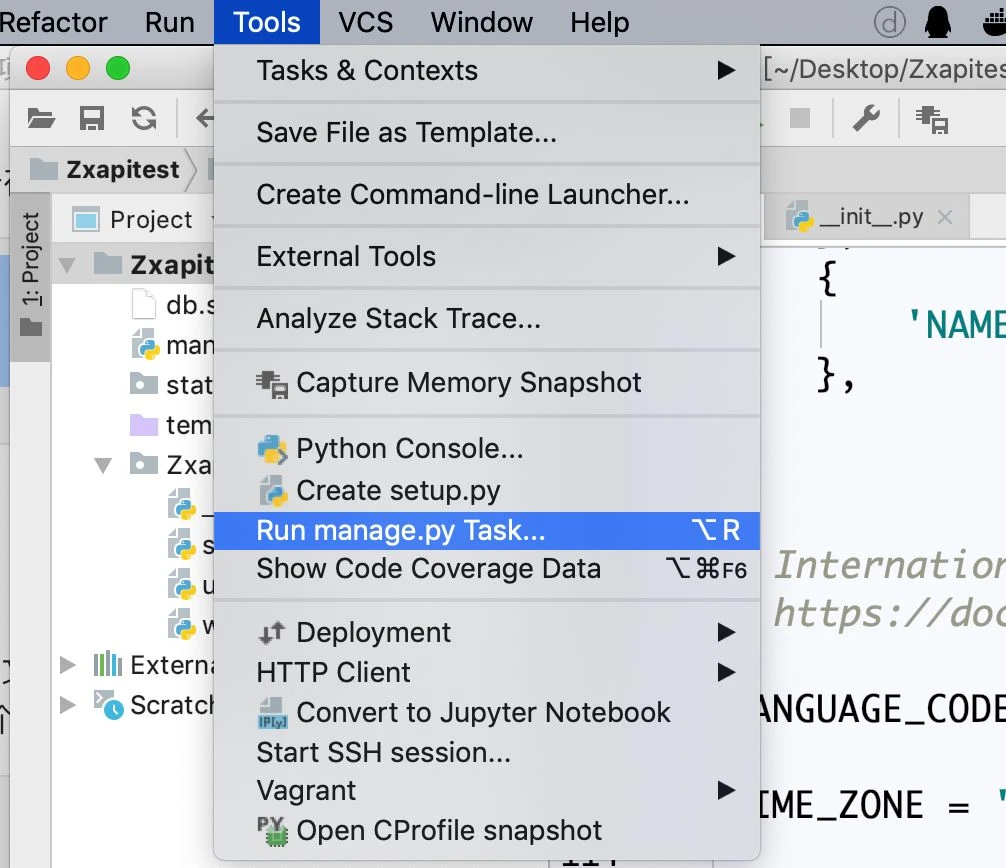 Refactor Run Tools VCS Window Help
[~/Desktop/Zxapites
Zxapitest
Project
1: Project
Zxapit
db.s
man
stat
tem
Zxa
Externa
Scratch
Tasks & Contexts
Save File as Template...
Create Command-line Launcher...
External Tools
Analyze Stack Trace...
Capture Memory Snapshot
Python Console...
Create setup.py
Run manage.py Task... ⌥R
Show Code Coverage Data ⌥⌘F6
Deployment
HTTP Client
Convert to Jupyter Notebook
Start SSH session...
Vagrant
Open CProfile snapshot
__init__.py
{
'NAME
},
Internation
https://doc
ANGUAGE_CODE
IME_ZONE = '